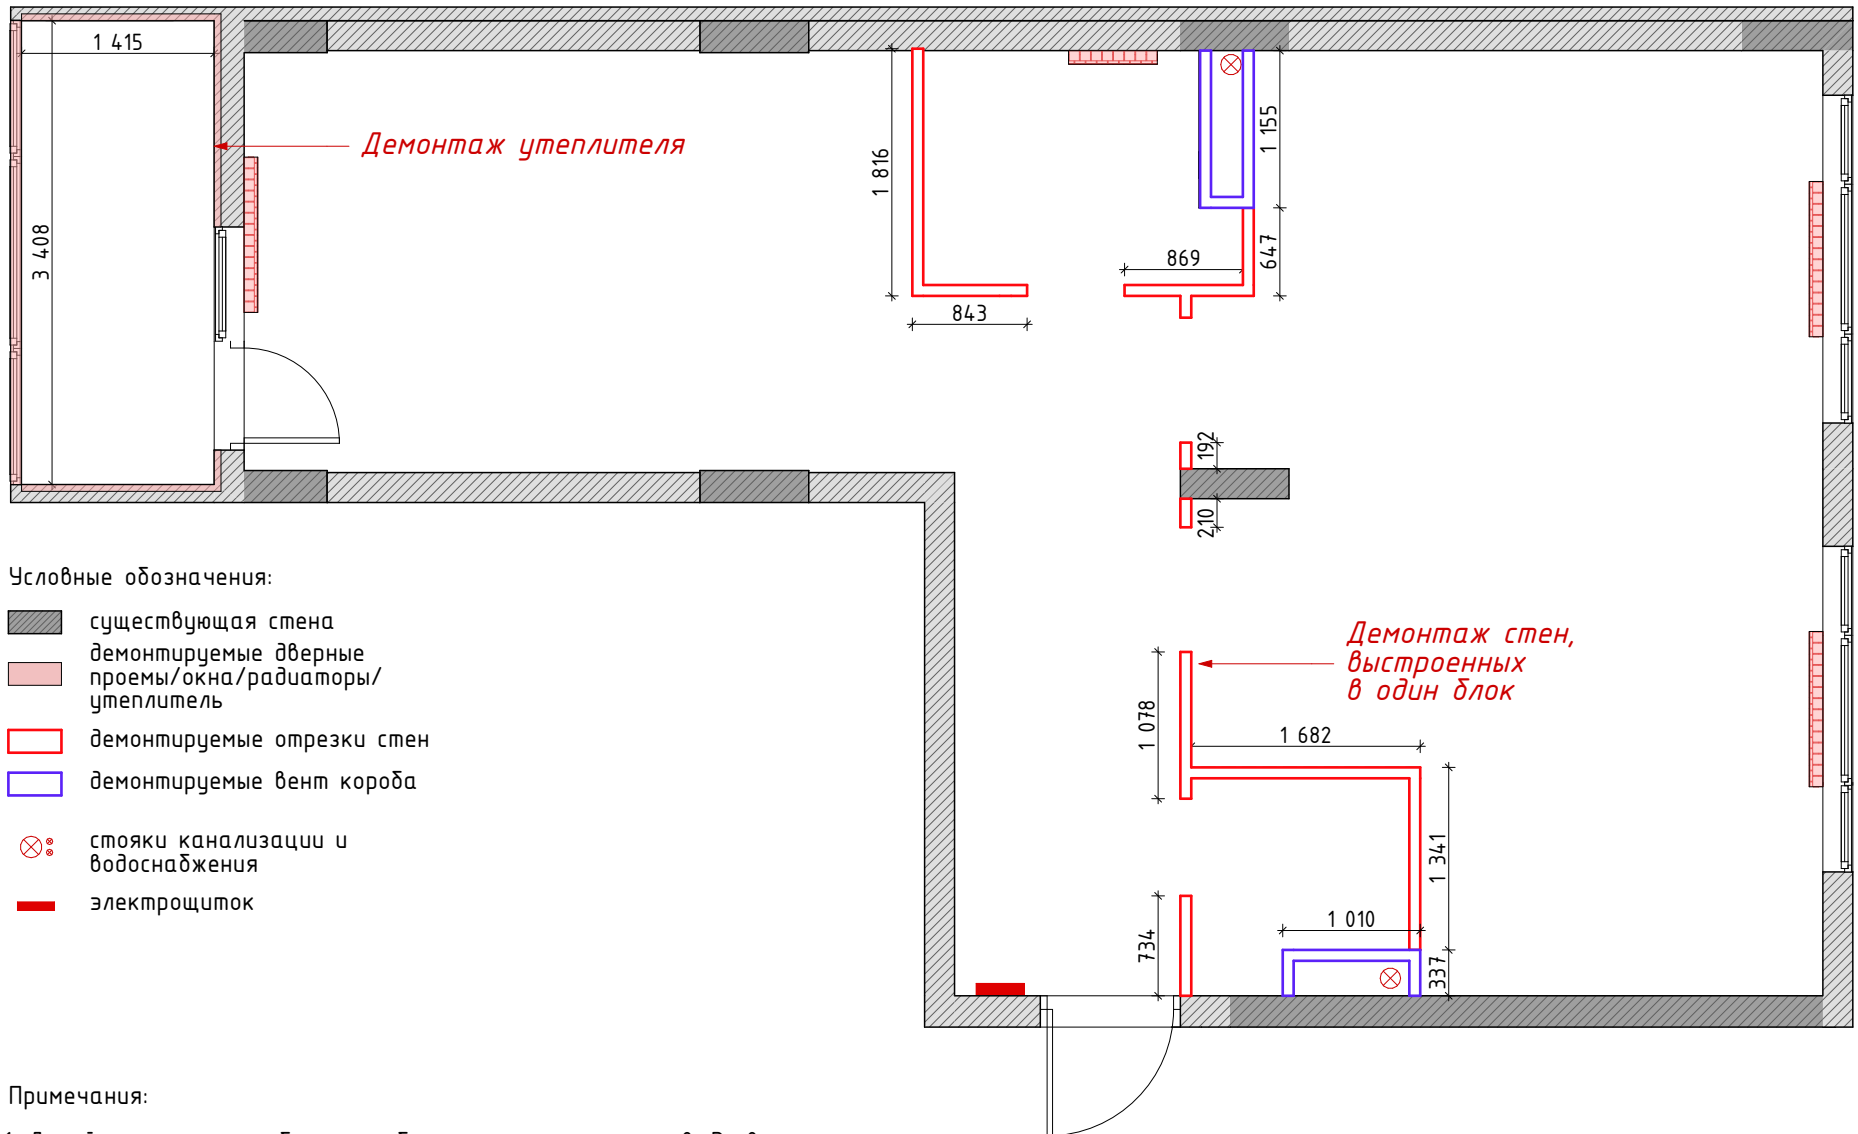 1 415
3 408
Демонтаж утеплителя
1 816
843
869
1 155
647
192
210
Демонтаж стен,
выстроенных
в один блок
1 078
1 682
1 341
1 010
734
337
Условные обозначения:
существующая стена
демонтируемые дверные
проемы/окна/радиаторы/
утеплитель
демонтируемые отрезки стен
демонтируемые вент короба
стояки канализации и
водоснабжения
электрощиток
Примечания: